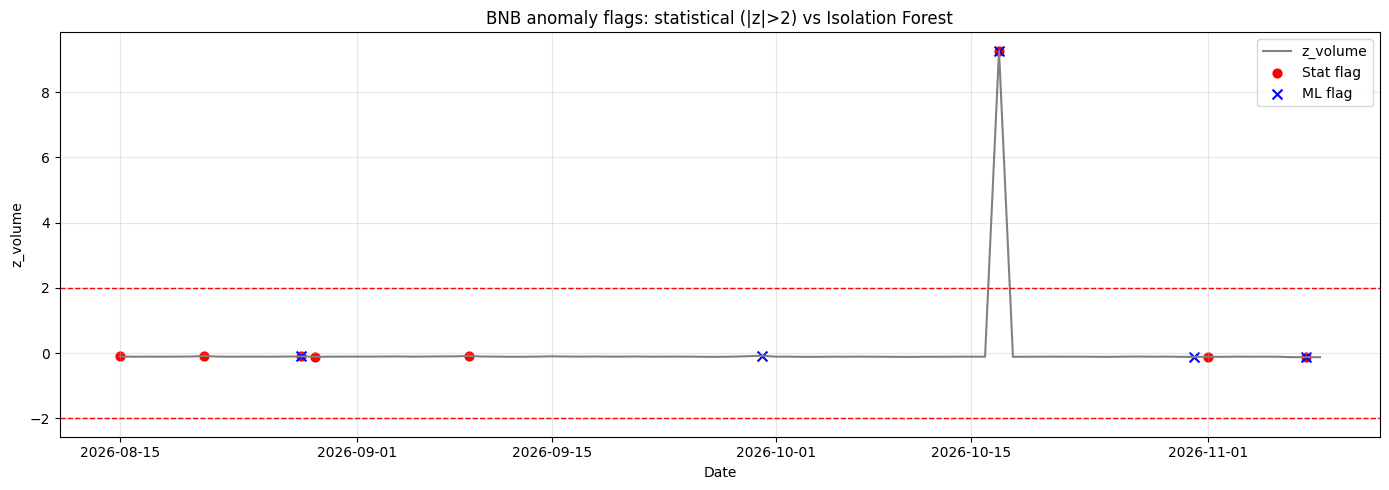 BNB anomaly flags: statistical (|z|>2) vs Isolation Forest
z_volume
Stat flag
ML flag
8
6
4
2
0
−2
z_volume
2026-08-15
2026-09-01
2026-09-15
2026-10-01
2026-10-15
2026-11-01
Date